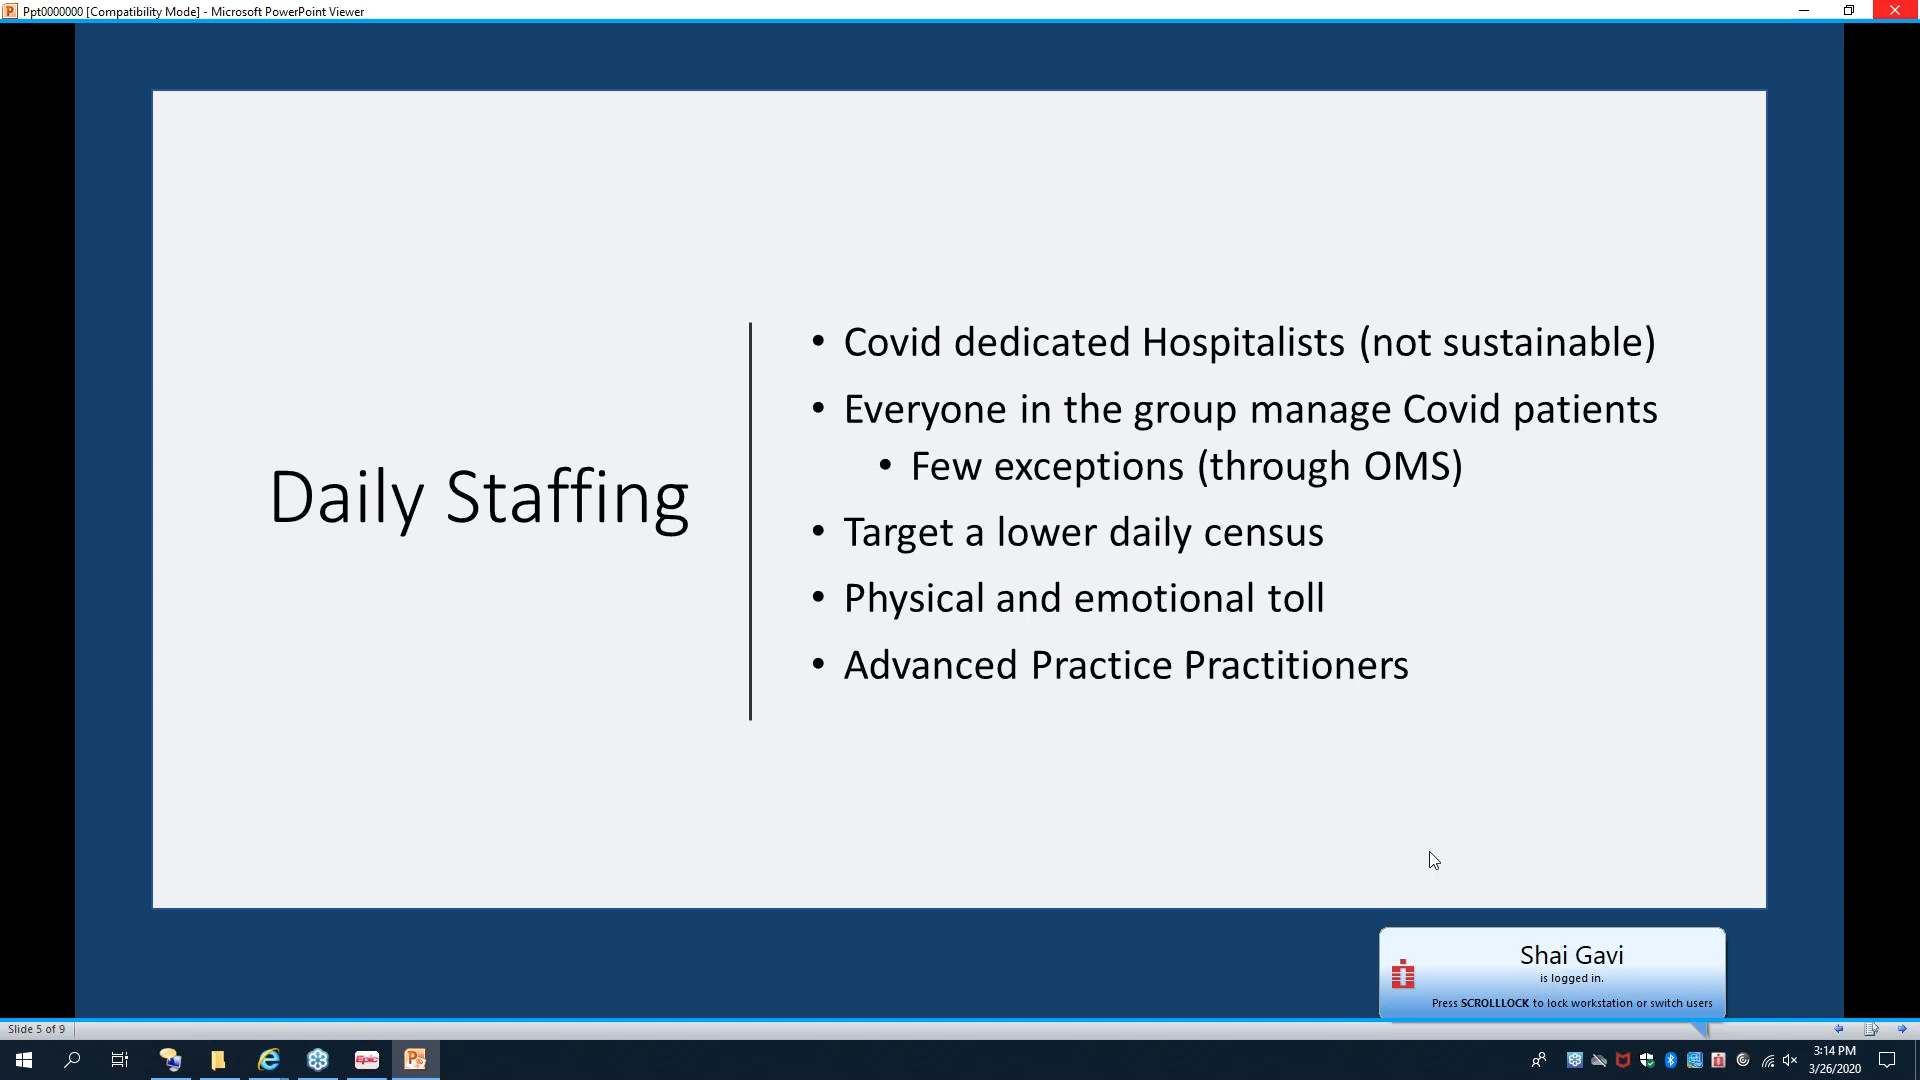 Ppt0000000 [Compatibility Mode] - Microsoft PowerPoint Viewer
Daily Staffing
• Covid dedicated Hospitalists (not sustainable)
• Everyone in the group manage Covid patients
• Few exceptions (through OMS)
• Target a lower daily census
• Physical and emotional toll
• Advanced Practice Practitioners
Shai Gavi
is logged in.
Press SCROLLLOCK to lock workstation or switch users
Slide 5 of 9
Epic
3:14 PM
3/26/2020